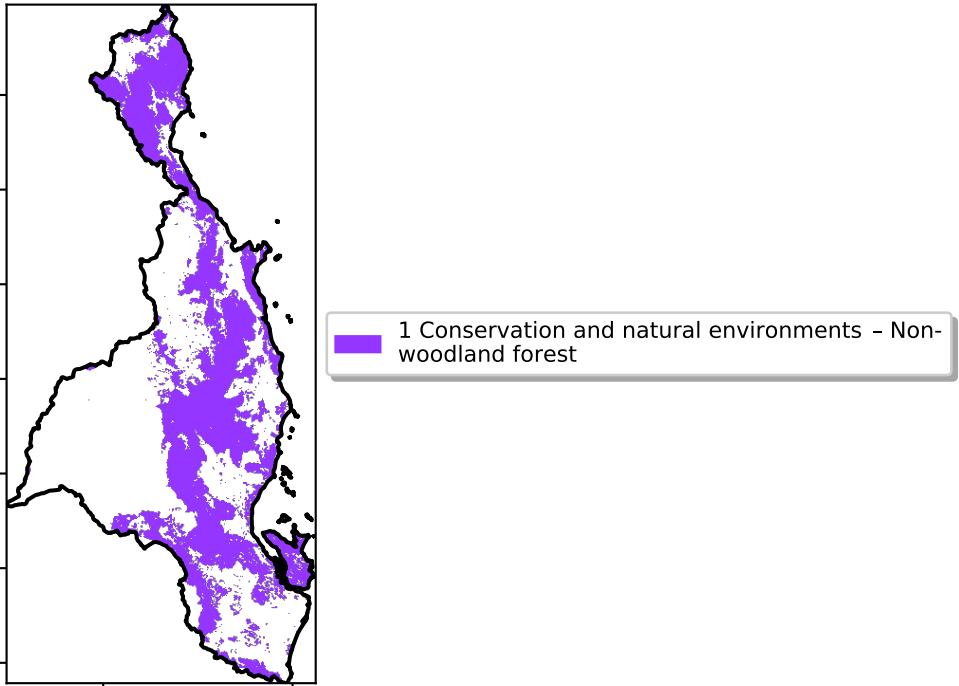 1 Conservation and natural environments – Non-
woodland forest